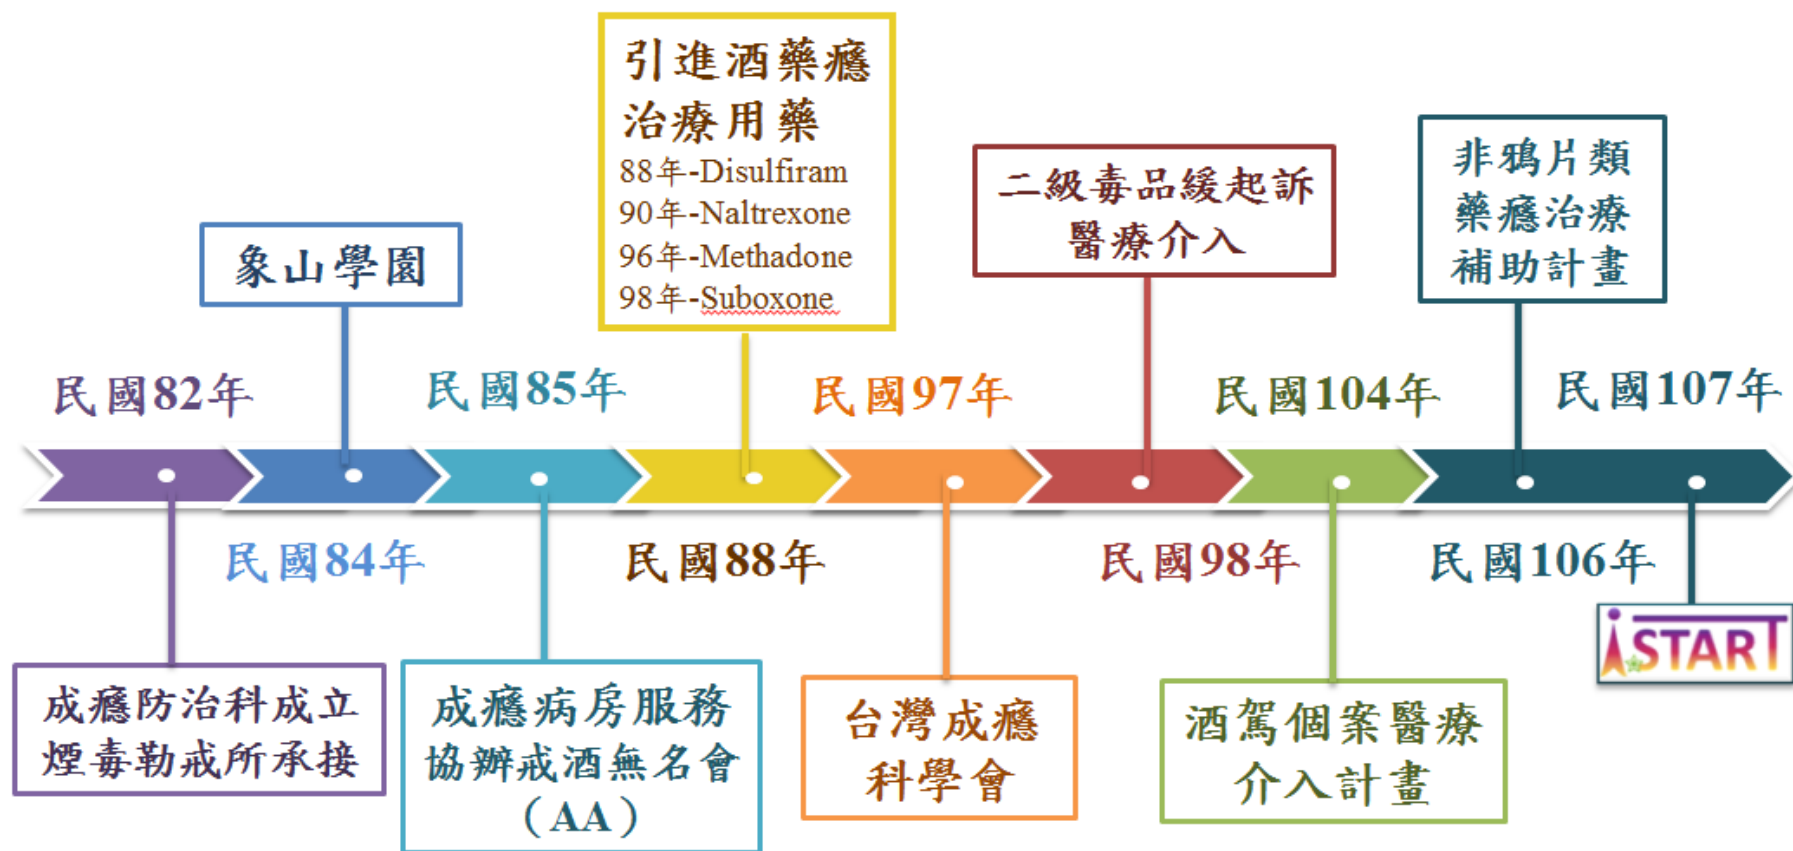 引進酒藥癮
治療用藥
88年-Disulfiram
90年-Naltrexone
96年-Methadone
98年-Suboxone
非鴉片類
藥癮治療
補助計畫
二級毒品緩起訴
醫療介入
象山學園
民國82年
民國85年
民國97年
民國104年
民國107年
民國84年
民國88年
民國98年
民國106年
iSTART
成癮防治科成立
煙毒勒戒所承接
成癮病房服務
協辦戒酒無名會
（AA）
台灣成癮
科學會
酒駕個案醫療
介入計畫